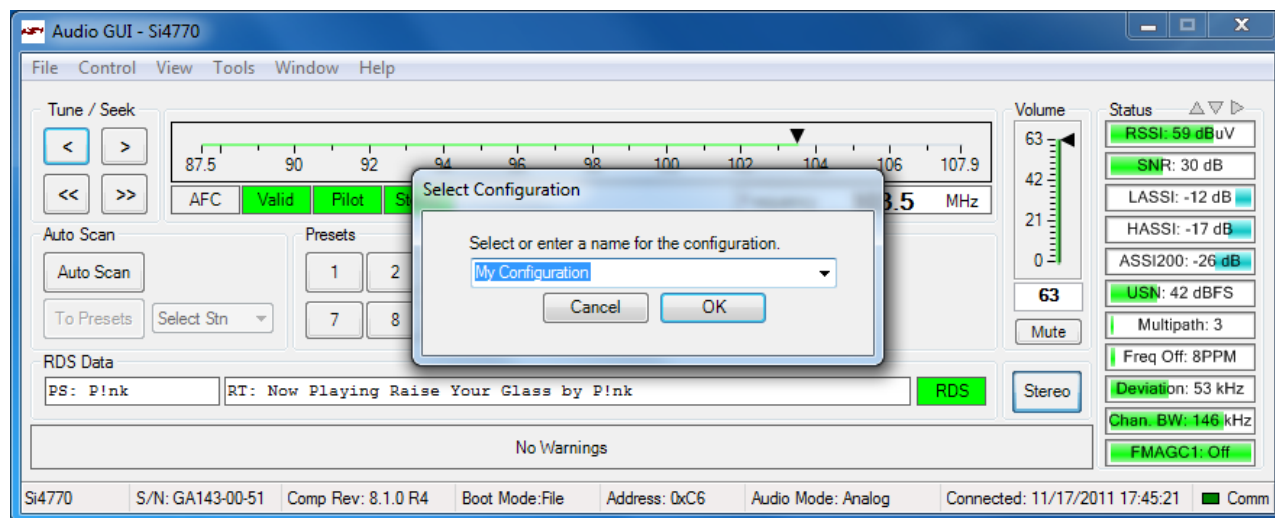 Audio GUI - Si4770
File Control View Tools Window Help
Tune / Seek
< >
<< >>
87.5 90 92 94 96 98 100 102 104 106 107.9
AFC Valid Pilot MHz
Volume
63
42
21
0
63
Mute
Stereo
Status
RSSI: 59 dBuV
SNR: 30 dB
LASSI: -12 dB
HASSI: -17 dB
ASSI200: -26 dB
USN: 42 dBFS
Multipath: 3
Freq Off: 8PPM
Deviation: 53 kHz
Chan. BW: 146 kHz
FMAGC1: Off
Auto Scan
Auto Scan
To Presets Select Stn
Presets
1 2
7 8
Select Configuration
Select or enter a name for the configuration.
My Configuration
Cancel OK
RDS Data
PS: P!nk RT: Now Playing Raise Your Glass by P!nk RDS
No Warnings
Si4770 S/N: GA143-00-51 Comp Rev: 8.1.0 R4 Boot Mode:File Address: 0xC6 Audio Mode: Analog Connected: 11/17/2011 17:45:21 Comm